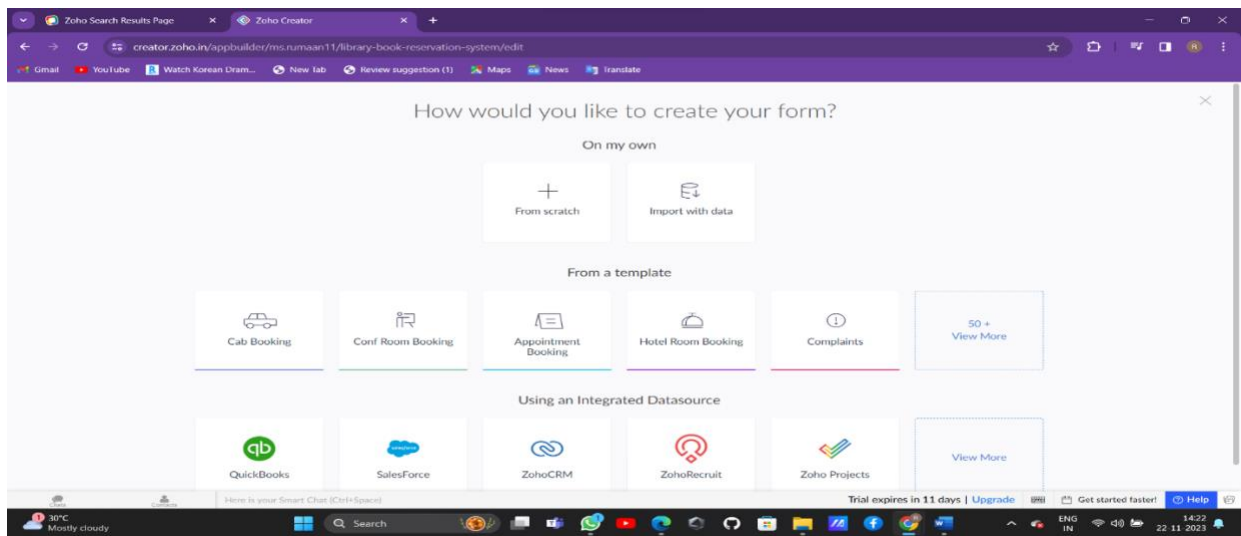 Zoho Search Results Page
Zoho Creator
creator.zoho.in/appbuilder/ms.rumaan11/library-book-reservation-system/edit
Gmail YouTube Watch Korean Dram... New Tab Review suggestion (1) Maps News Translate
How would you like to create your form?
On my own
From scratch Import with data
From a template
Cab Booking Conf Room Booking Appointment Booking Hotel Room Booking Complaints 50 + View More
Using an Integrated Datasource
qb salesforce
QuickBooks SalesForce ZohoCRM ZohoRecruit Zoho Projects View More
Chats Contacts Here is your Smart Chat (Ctrl+Space) Trial expires in 11 days | Upgrade Get started faster! Help
30°C
Mostly cloudy
Search
ENG
IN
14:22
22-11-2023